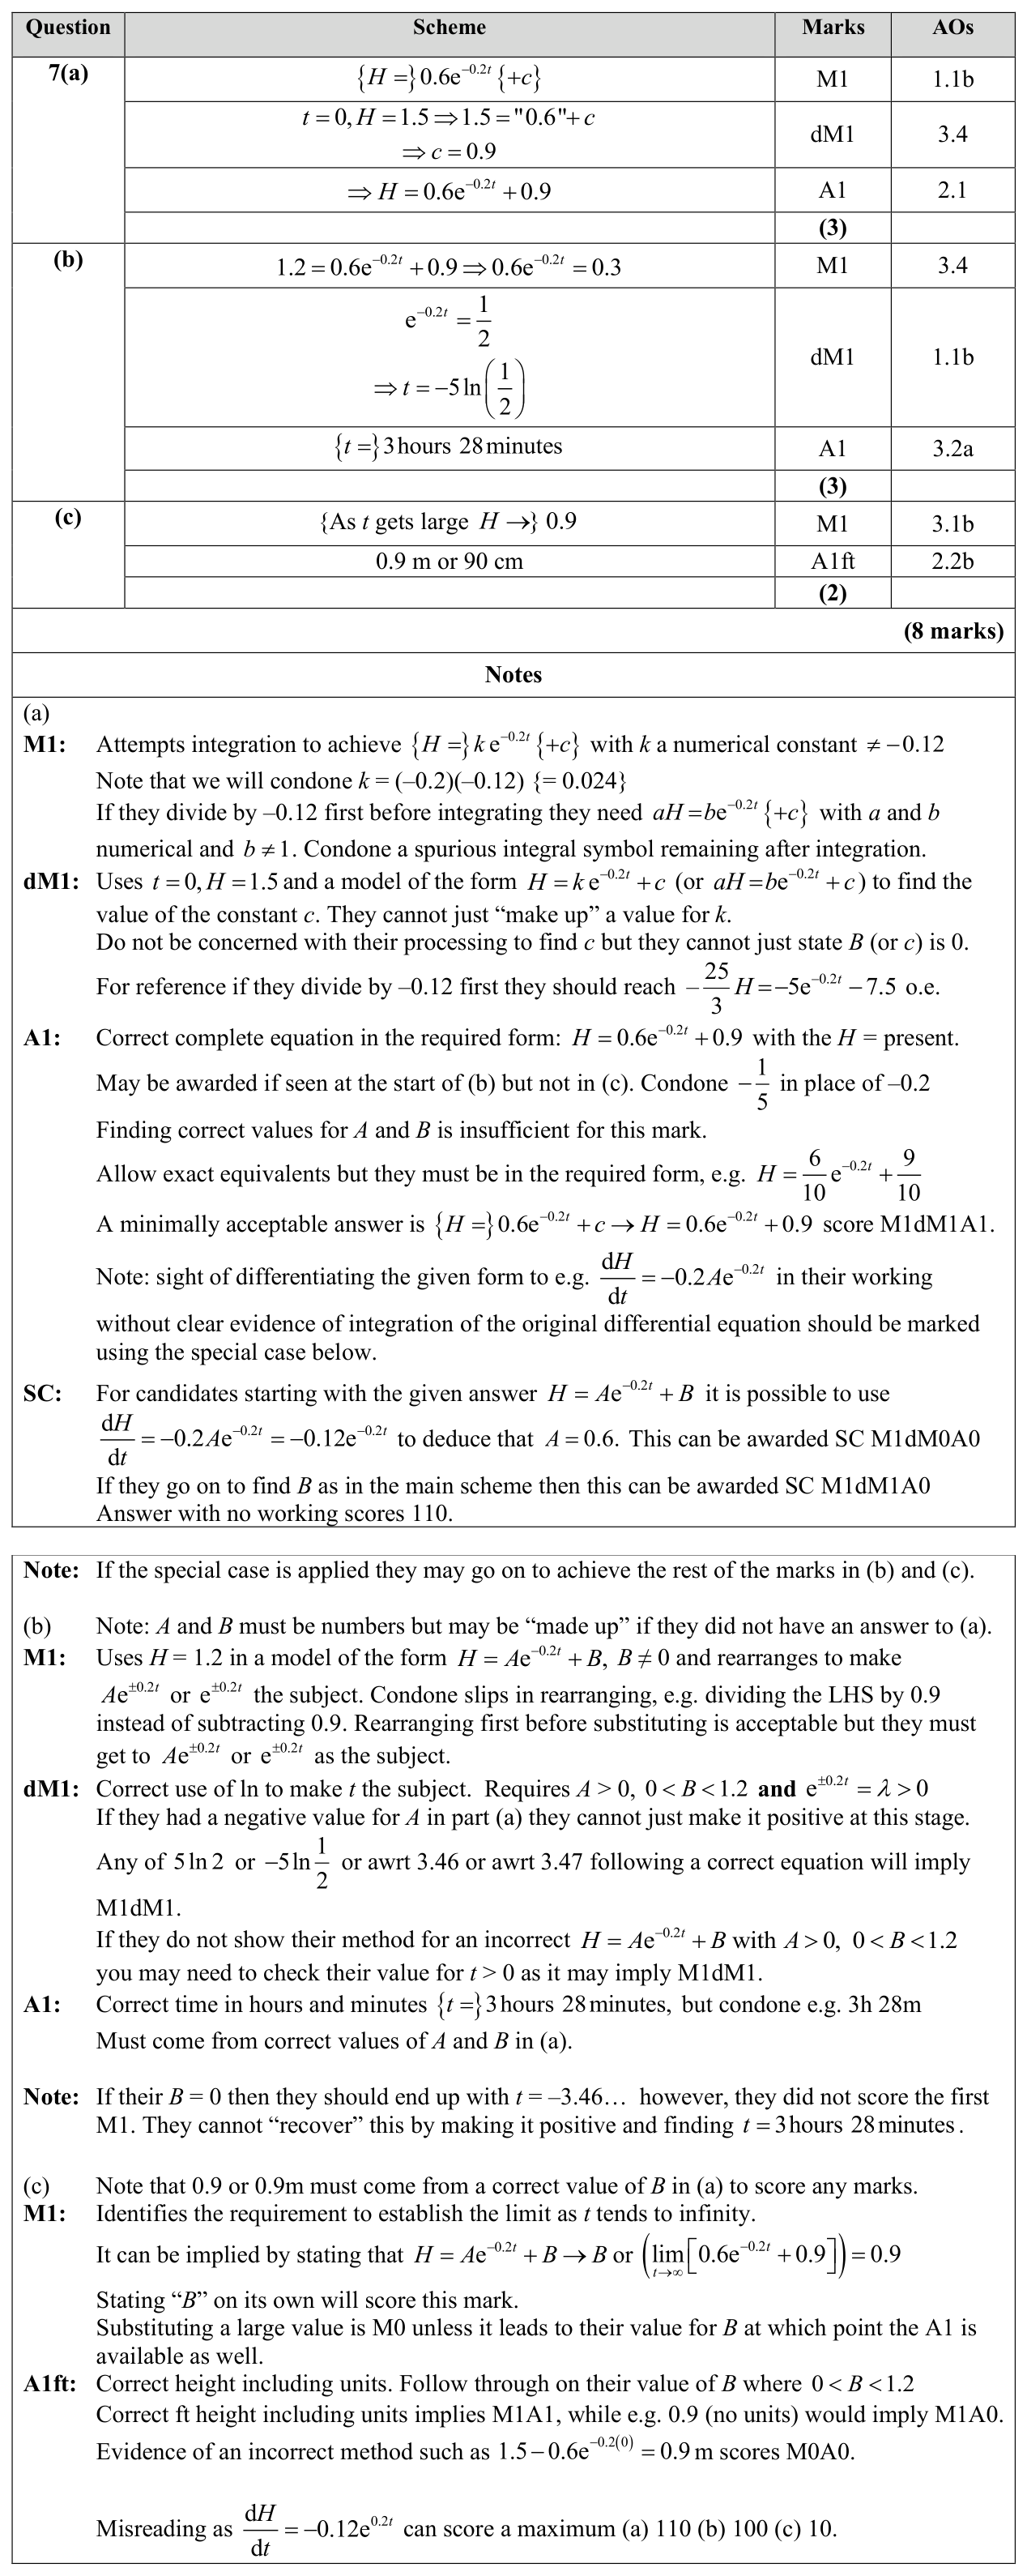 Question Scheme Marks AOs
7(a) {H =} 0.6e^{−0.2t} {+c} M1 1.1b
t = 0, H = 1.5 ⇒ 1.5 = "0.6" + c
⇒ c = 0.9 dM1 3.4
⇒ H = 0.6e^{−0.2t} + 0.9 A1 2.1
(3)
(b) 1.2 = 0.6e^{−0.2t} + 0.9 ⇒ 0.6e^{−0.2t} = 0.3 M1 3.4
e^{−0.2t} = 1/2
⇒ t = −5 ln(1/2) dM1 1.1b
{t =} 3 hours 28 minutes A1 3.2a
(3)
(c) {As t gets large H →} 0.9 M1 3.1b
0.9 m or 90 cm A1ft 2.2b
(2)
(8 marks)
Notes
(a)
M1: Attempts integration to achieve {H =} k e^{−0.2t} {+c} with k a numerical constant ≠ −0.12
Note that we will condone k = (–0.2)(–0.12) {= 0.024}
If they divide by –0.12 first before integrating they need aH = be^{−0.2t} {+c} with a and b
numerical and b ≠ 1. Condone a spurious integral symbol remaining after integration.
dM1: Uses t = 0, H = 1.5 and a model of the form H = k e^{−0.2t} + c (or aH = be^{−0.2t} + c) to find the
value of the constant c. They cannot just “make up” a value for k.
Do not be concerned with their processing to find c but they cannot just state B (or c) is 0.
For reference if they divide by –0.12 first they should reach −25/3 H = −5e^{−0.2t} − 7.5 o.e.
A1: Correct complete equation in the required form: H = 0.6e^{−0.2t} + 0.9 with the H = present.
May be awarded if seen at the start of (b) but not in (c). Condone −1/5 in place of –0.2
Finding correct values for A and B is insufficient for this mark.
Allow exact equivalents but they must be in the required form, e.g. H = 6/10 e^{−0.2t} + 9/10
A minimally acceptable answer is {H =} 0.6e^{−0.2t} + c → H = 0.6e^{−0.2t} + 0.9 score M1dM1A1.
Note: sight of differentiating the given form to e.g. dH/dt = −0.2Ae^{−0.2t} in their working
without clear evidence of integration of the original differential equation should be marked
using the special case below.
SC: For candidates starting with the given answer H = Ae^{−0.2t} + B it is possible to use
dH/dt = −0.2Ae^{−0.2t} = −0.12e^{−0.2t} to deduce that A = 0.6. This can be awarded SC M1dM0A0
If they go on to find B as in the main scheme then this can be awarded SC M1dM1A0
Answer with no working scores 110.
Note: If the special case is applied they may go on to achieve the rest of the marks in (b) and (c).
(b) Note: A and B must be numbers but may be “made up” if they did not have an answer to (a).
M1: Uses H = 1.2 in a model of the form H = Ae^{−0.2t} + B, B ≠ 0 and rearranges to make
Ae^{±0.2t} or e^{±0.2t} the subject. Condone slips in rearranging, e.g. dividing the LHS by 0.9
instead of subtracting 0.9. Rearranging first before substituting is acceptable but they must
get to Ae^{±0.2t} or e^{±0.2t} as the subject.
dM1: Correct use of ln to make t the subject. Requires A > 0, 0 < B < 1.2 and e^{±0.2t} = λ > 0
If they had a negative value for A in part (a) they cannot just make it positive at this stage.
Any of 5 ln 2 or −5 ln 1/2 or awrt 3.46 or awrt 3.47 following a correct equation will imply
M1dM1.
If they do not show their method for an incorrect H = Ae^{−0.2t} + B with A > 0, 0 < B < 1.2
you may need to check their value for t > 0 as it may imply M1dM1.
A1: Correct time in hours and minutes {t =} 3 hours 28 minutes, but condone e.g. 3h 28m
Must come from correct values of A and B in (a).
Note: If their B = 0 then they should end up with t = –3.46… however, they did not score the first
M1. They cannot “recover” this by making it positive and finding t = 3 hours 28 minutes.
(c) Note that 0.9 or 0.9m must come from a correct value of B in (a) to score any marks.
M1: Identifies the requirement to establish the limit as t tends to infinity.
It can be implied by stating that H = Ae^{−0.2t} + B → B or (lim_{t→∞} [0.6e^{−0.2t} + 0.9]) = 0.9
Stating “B” on its own will score this mark.
Substituting a large value is M0 unless it leads to their value for B at which point the A1 is
available as well.
A1ft: Correct height including units. Follow through on their value of B where 0 < B < 1.2
Correct ft height including units implies M1A1, while e.g. 0.9 (no units) would imply M1A0.
Evidence of an incorrect method such as 1.5 − 0.6e^{−0.2(0)} = 0.9 m scores M0A0.
Misreading as dH/dt = −0.12e^{0.2t} can score a maximum (a) 110 (b) 100 (c) 10.